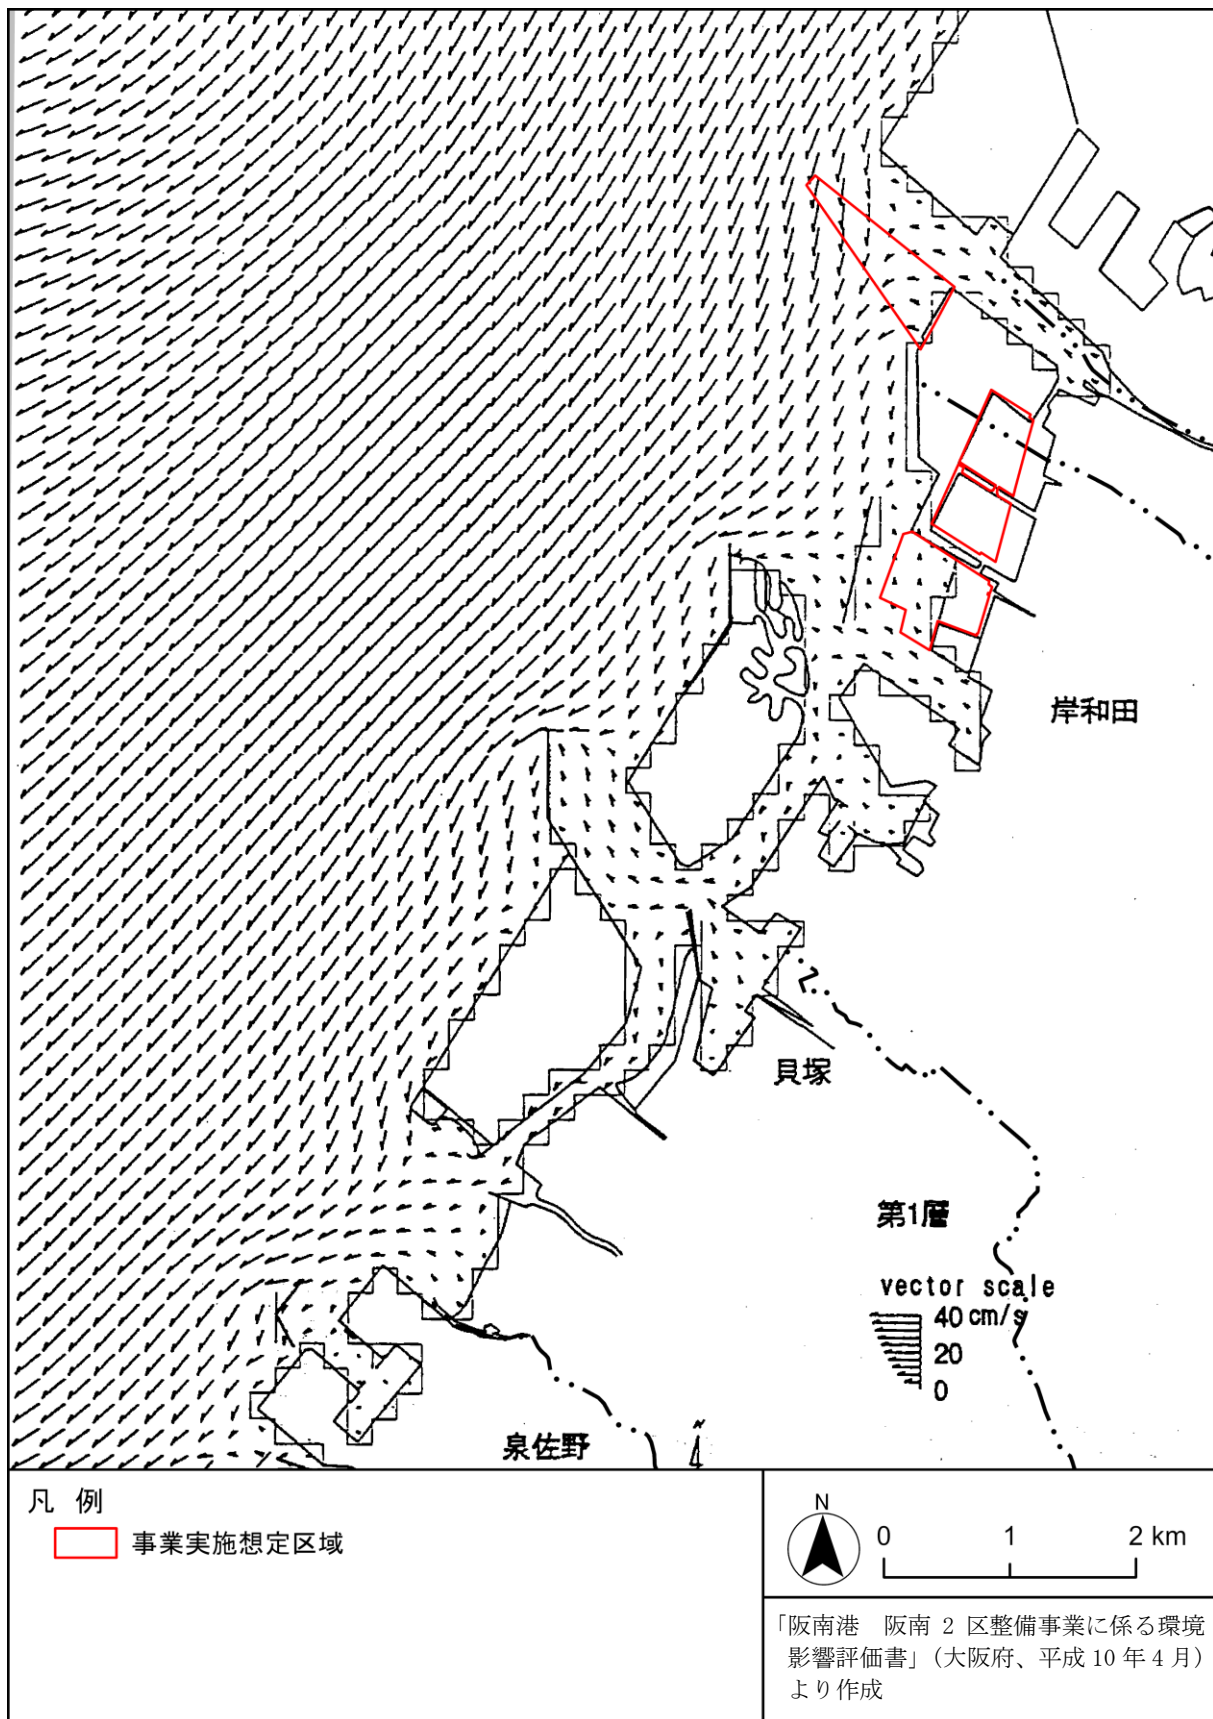 岸和田
貝塚
第1層
vector scale
40 cm/s
20
0
泉佐野
N
凡 例
事業実施想定区域
N
0 1 2 km
「阪南港 阪南 2 区整備事業に係る環境
影響評価書」（大阪府、平成 10 年 4 月）
より作成